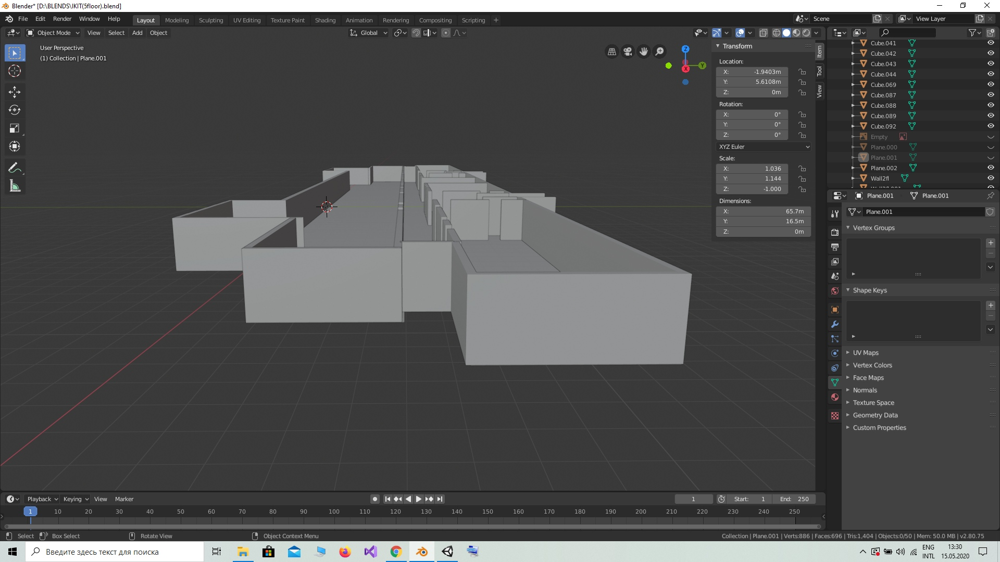 Blender* [D:\BLENDS\IKIT(5floor).blend]
File Edit Render Window Help
Layout Modeling Sculpting UV Editing Texture Paint Shading Animation Rendering Compositing Scripting +
Scene
View Layer
Object Mode View Select Add Object
Global
User Perspective
(1) Collection | Plane.001
Z
Y
X
Transform
Location:
X: -1.9403m
Y: 5.6108m
Z: 0m
Rotation:
X: 0°
Y: 0°
Z: 0°
XYZ Euler
Scale:
X: 1.036
Y: 1.144
Z: -1.000
Dimensions:
X: 65.7m
Y: 16.5m
Z: 0m
Item
Tool
View
Cube.041
Cube.042
Cube.043
Cube.044
Cube.069
Cube.087
Cube.088
Cube.089
Cube.092
Empty
Plane.000
Plane.001
Plane.002
Wall2fl
Plane.001 Plane.001
Plane.001
Vertex Groups
Shape Keys
UV Maps
Vertex Colors
Face Maps
Normals
Texture Space
Geometry Data
Custom Properties
Playback Keying View Marker
1
Start: 1
End: 250
1 10 20 30 40 50 60 70 80 90 100 110 120 130 140 150 160 170 180 190 200 210 220 230 240 250
Select Box Select Rotate View Object Context Menu
Collection | Plane.001 | Verts:886 | Faces:696 | Tris:1,404 | Objects:0/50 | Mem: 50.0 MB | v2.80.75
Введите здесь текст для поиска
ENG
INTL
13:30
15.05.2020